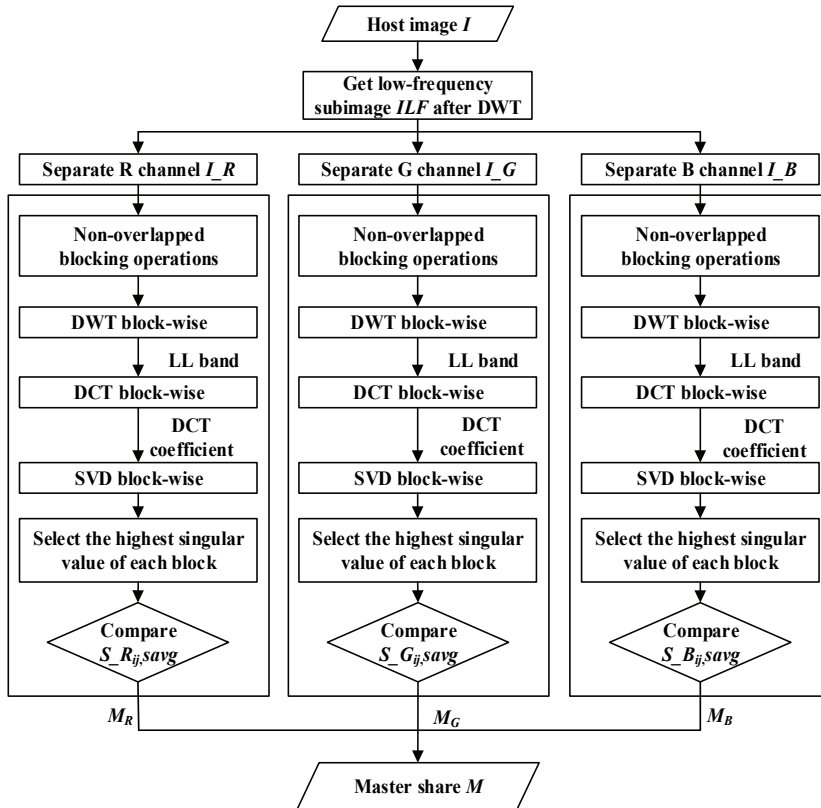 Host image I
Get low-frequency
subimage ILF after DWT
Separate R channel I_R
Separate G channel I_G
Separate B channel I_B
Non-overlapped
blocking operations
Non-overlapped
blocking operations
Non-overlapped
blocking operations
DWT block-wise
DWT block-wise
DWT block-wise
LL band
LL band
LL band
DCT block-wise
DCT block-wise
DCT block-wise
DCT
coefficient
DCT
coefficient
DCT
coefficient
SVD block-wise
SVD block-wise
SVD block-wise
Select the highest singular
value of each block
Select the highest singular
value of each block
Select the highest singular
value of each block
Compare
S_Rij,savg
Compare
S_Gij,savg
Compare
S_Bij,savg
MR
MG
MB
Master share M